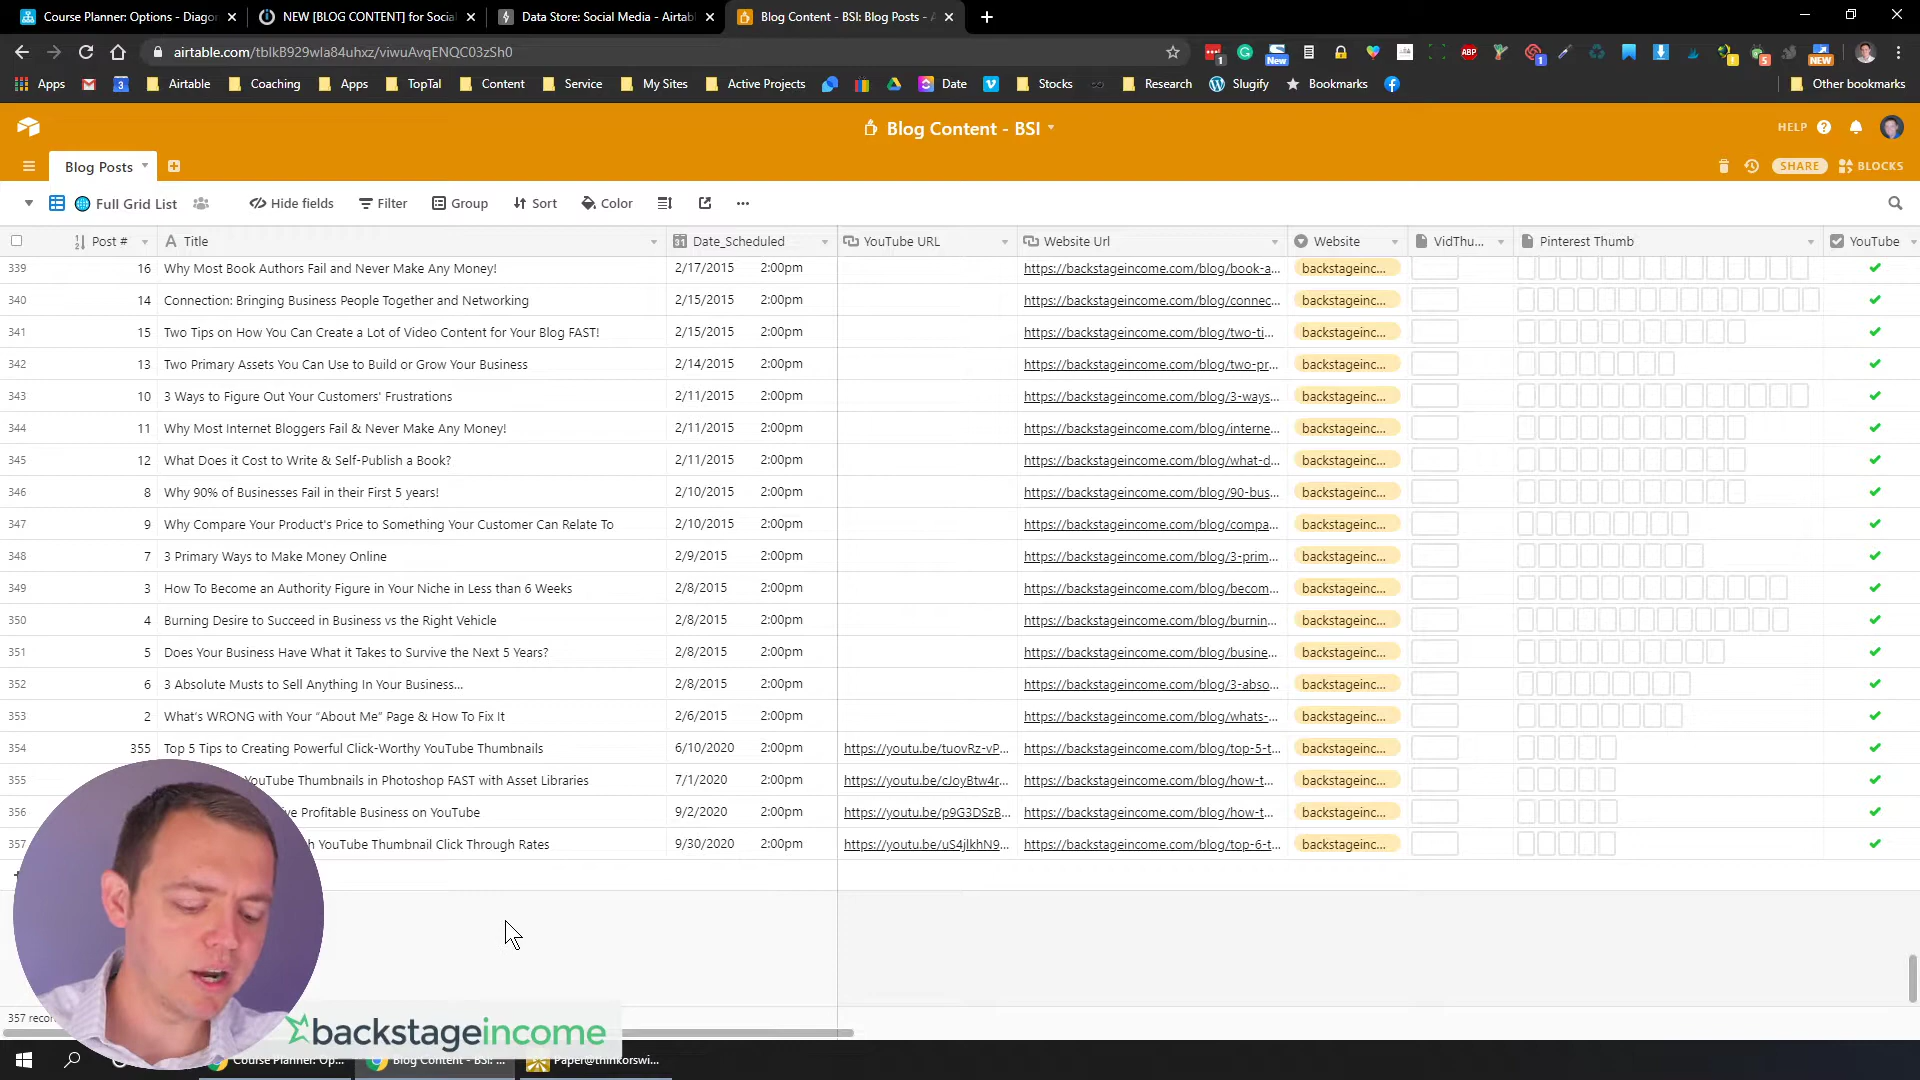 Course Planner: Options - Diagon
NEW [BLOG CONTENT] for Social
Data Store: Social Media - Airtabl
Blog Content - BSI: Blog Posts - A
airtable.com/tblkB929wla84uhxz/viwuAvqENQC03zSh0
Apps Airtable Coaching Apps TopTal Content Service My Sites Active Projects Date Stocks Research Slugify Bookmarks Other bookmarks
Blog Content - BSI
HELP
Blog Posts
SHARE BLOCKS
Full Grid List Hide fields Filter Group Sort Color
Post # Title Date_Scheduled YouTube URL Website Url Website VidThu... Pinterest Thumb YouTube
339 16 Why Most Book Authors Fail and Never Make Any Money! 2/17/2015 2:00pm https://backstageincome.com/blog/book-a... backstageinc...
340 14 Connection: Bringing Business People Together and Networking 2/15/2015 2:00pm https://backstageincome.com/blog/connec... backstageinc...
341 15 Two Tips on How You Can Create a Lot of Video Content for Your Blog FAST! 2/15/2015 2:00pm https://backstageincome.com/blog/two-ti... backstageinc...
342 13 Two Primary Assets You Can Use to Build or Grow Your Business 2/14/2015 2:00pm https://backstageincome.com/blog/two-pr... backstageinc...
343 10 3 Ways to Figure Out Your Customers' Frustrations 2/11/2015 2:00pm https://backstageincome.com/blog/3-ways... backstageinc...
344 11 Why Most Internet Bloggers Fail & Never Make Any Money! 2/11/2015 2:00pm https://backstageincome.com/blog/interne... backstageinc...
345 12 What Does it Cost to Write & Self-Publish a Book? 2/11/2015 2:00pm https://backstageincome.com/blog/what-d... backstageinc...
346 8 Why 90% of Businesses Fail in their First 5 years! 2/10/2015 2:00pm https://backstageincome.com/blog/90-bus... backstageinc...
347 9 Why Compare Your Product's Price to Something Your Customer Can Relate To 2/10/2015 2:00pm https://backstageincome.com/blog/compa... backstageinc...
348 7 3 Primary Ways to Make Money Online 2/9/2015 2:00pm https://backstageincome.com/blog/3-prim... backstageinc...
349 3 How To Become an Authority Figure in Your Niche in Less than 6 Weeks 2/8/2015 2:00pm https://backstageincome.com/blog/becom... backstageinc...
350 4 Burning Desire to Succeed in Business vs the Right Vehicle 2/8/2015 2:00pm https://backstageincome.com/blog/burnin... backstageinc...
351 5 Does Your Business Have What it Takes to Survive the Next 5 Years? 2/8/2015 2:00pm https://backstageincome.com/blog/busine... backstageinc...
352 6 3 Absolute Musts to Sell Anything In Your Business... 2/8/2015 2:00pm https://backstageincome.com/blog/3-abso... backstageinc...
353 2 What's WRONG with Your “About Me” Page & How To Fix It 2/6/2015 2:00pm https://backstageincome.com/blog/whats-... backstageinc...
354 355 Top 5 Tips to Creating Powerful Click-Worthy YouTube Thumbnails 6/10/2020 2:00pm https://youtu.be/tuovRz-vP... https://backstageincome.com/blog/top-5-t... backstageinc...
355 YouTube Thumbnails in Photoshop FAST with Asset Libraries 7/1/2020 2:00pm https://youtu.be/cJoyBtw4r... https://backstageincome.com/blog/how-t... backstageinc...
356 ve Profitable Business on YouTube 9/2/2020 2:00pm https://youtu.be/p9G3DSzB... https://backstageincome.com/blog/how-t... backstageinc...
357 h YouTube Thumbnail Click Through Rates 9/30/2020 2:00pm https://youtu.be/uS4jlkhN9... https://backstageincome.com/blog/top-6-t... backstageinc...
357 recor
backstageincome
Course Planner: Op... Blog Content - BSI: ... Paper@thinkorswi...